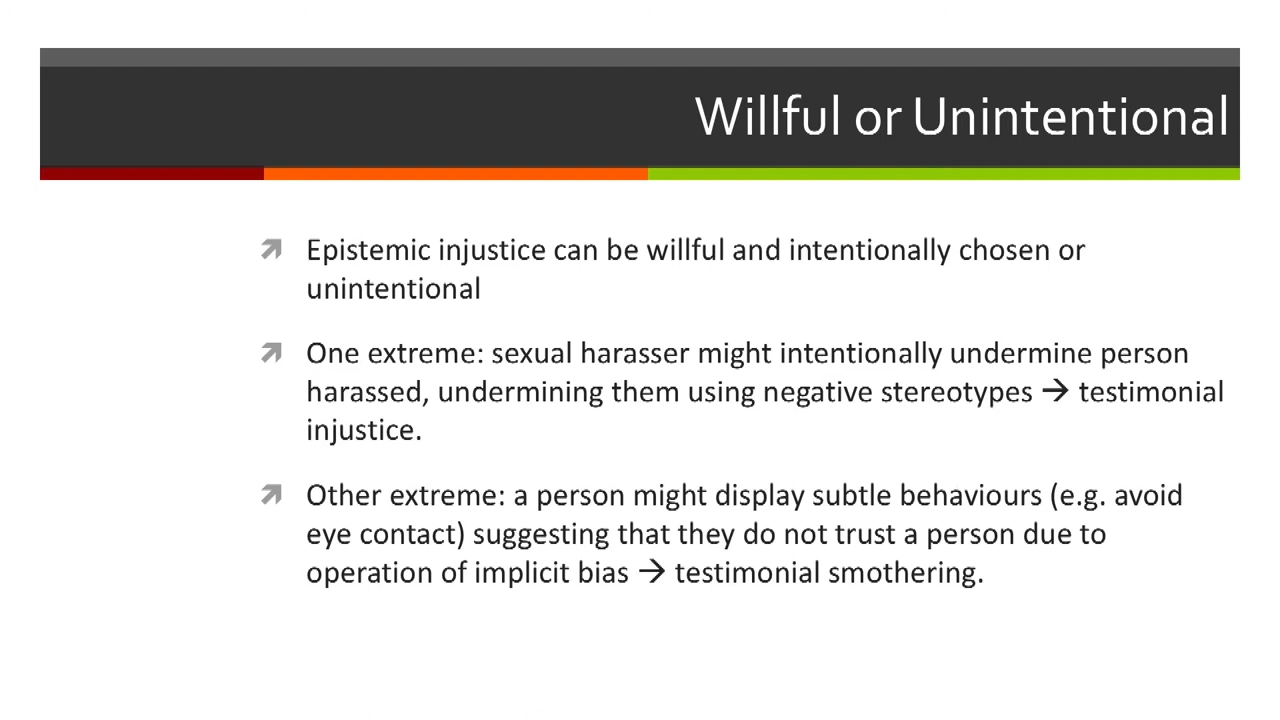 Willful or Unintentional
Epistemic injustice can be willful and intentionally chosen or
unintentional
One extreme: sexual harasser might intentionally undermine person
harassed, undermining them using negative stereotypes → testimonial
injustice.
Other extreme: a person might display subtle behaviours (e.g. avoid
eye contact) suggesting that they do not trust a person due to
operation of implicit bias → testimonial smothering.